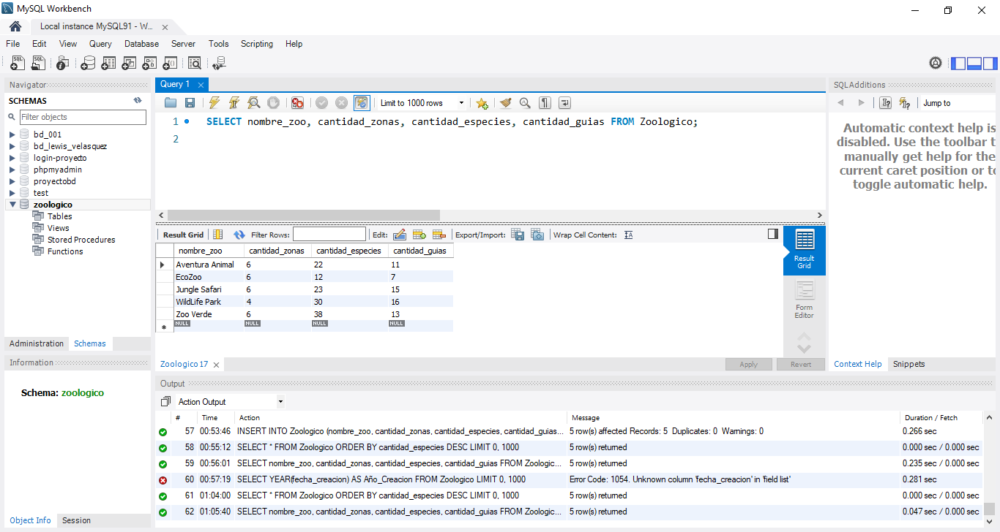 MySQL Workbench
Local instance MySQL91 - W...
File Edit View Query Database Server Tools Scripting Help
Navigator
SCHEMAS
Filter objects
bd_001
bd_lewis_velasquez
login-proyecto
phpmyadmin
proyectobd
test
zoologico
Tables
Views
Stored Procedures
Functions
Administration Schemas
Information
Schema: zoologico
Object Info Session
Query 1
Limit to 1000 rows
1 SELECT nombre_zoo, cantidad_zonas, cantidad_especies, cantidad_guias FROM Zoologico;
2
Result Grid Filter Rows: Edit: Export/Import: Wrap Cell Content:
nombre_zoo cantidad_zonas cantidad_especies cantidad_guias
Aventura Animal 6 22 11
EcoZoo 6 12 7
Jungle Safari 6 23 15
WildLife Park 4 30 16
Zoo Verde 6 38 13
NULL NULL NULL NULL
Result
Grid
Form
Editor
Zoologico 17
Apply Revert
SQLAdditions
Jump to
Automatic context help is
disabled. Use the toolbar t
manually get help for the
current caret position or to
toggle automatic help.
Context Help Snippets
Output
Action Output
# Time Action Message Duration / Fetch
57 00:53:46 INSERT INTO Zoologico (nombre_zoo, cantidad_zonas, cantidad_especies, cantidad_guias... 5 row(s) affected Records: 5 Duplicates: 0 Warnings: 0 0.266 sec
58 00:55:12 SELECT * FROM Zoologico ORDER BY cantidad_especies DESC LIMIT 0, 1000 5 row(s) returned 0.000 sec / 0.000 sec
59 00:56:01 SELECT nombre_zoo, cantidad_zonas, cantidad_especies, cantidad_guias FROM Zoologic... 5 row(s) returned 0.235 sec / 0.000 sec
60 00:57:19 SELECT YEAR(fecha_creacion) AS Año_Creacion FROM Zoologico LIMIT 0, 1000 Error Code: 1054. Unknown column 'fecha_creacion' in 'field list' 0.281 sec
61 01:04:00 SELECT * FROM Zoologico ORDER BY cantidad_especies DESC LIMIT 0, 1000 5 row(s) returned 0.000 sec / 0.000 sec
62 01:05:40 SELECT nombre_zoo, cantidad_zonas, cantidad_especies, cantidad_guias FROM Zoologic... 5 row(s) returned 0.047 sec / 0.000 sec